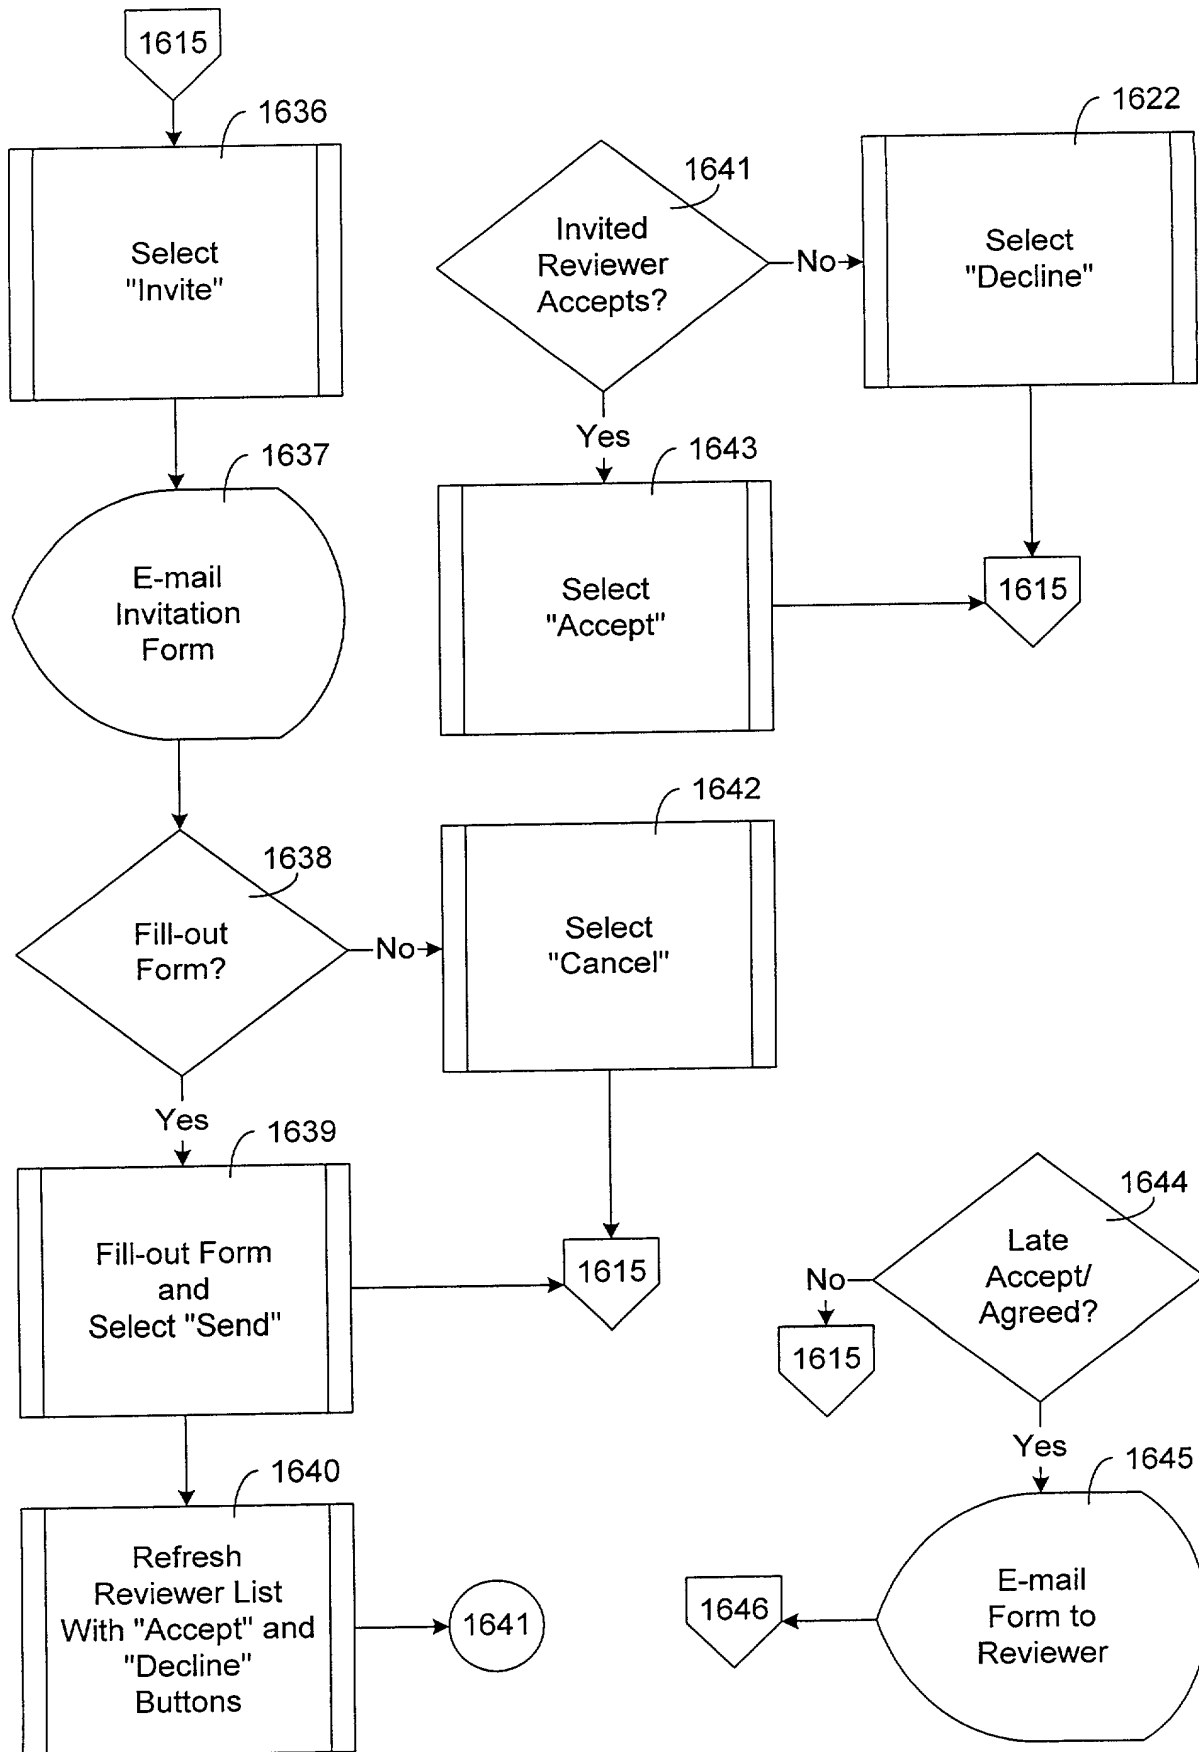 1615
1636
Select
"Invite"
1637
E-mail
Invitation
Form
1638
Fill-out
Form?
No
Yes
1639
Fill-out Form
and
Select "Send"
1640
Refresh
Reviewer List
With "Accept" and
"Decline"
Buttons
1641
1641
Invited
Reviewer
Accepts?
No
Yes
1622
Select
"Decline"
1643
Select
"Accept"
1615
1642
Select
"Cancel"
1615
1644
Late
Accept/
Agreed?
No
1615
Yes
1645
E-mail
Form to
Reviewer
1646